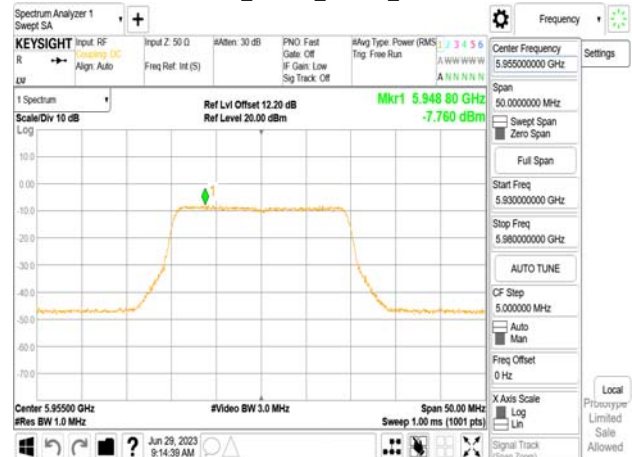 Spectrum Analyzer 1
Swept SA
Frequency
KEYSIGHT
Input: RF
Coupling: DC
Align: Auto
Input Z: 50 Ω
Freq Ref: Int (S)
#Atten: 30 dB
PNO: Fast
Gate: Off
IF Gain: Low
Sig Track: Off
#Avg Type: Power (RMS
Trig: Free Run
1 2 3 4 5 6
A W W W W W
A N N N N N
R
LXI
Center Frequency
5.955000000 GHz
Settings
Span
50.0000000 MHz
Swept Span
Zero Span
Full Span
Start Freq
5.930000000 GHz
Stop Freq
5.980000000 GHz
AUTO TUNE
CF Step
5.000000 MHz
Auto
Man
Freq Offset
0 Hz
X Axis Scale
Log
Lin
Signal Track
(Span Zoom)
Local
Prototype
Limited
Sale
Allowed
1 Spectrum
Scale/Div 10 dB
Log
Ref Lvl Offset 12.20 dB
Ref Level 20.00 dBm
Mkr1 5.948 80 GHz
-7.760 dBm
10.0
0.00
-10.0
-20.0
-30.0
-40.0
-50.0
-60.0
-70.0
1
Center 5.95500 GHz
#Res BW 1.0 MHz
#Video BW 3.0 MHz
Span 50.00 MHz
Sweep 1.00 ms (1001 pts)
?
Jun 29, 2023
9:14:39 AM